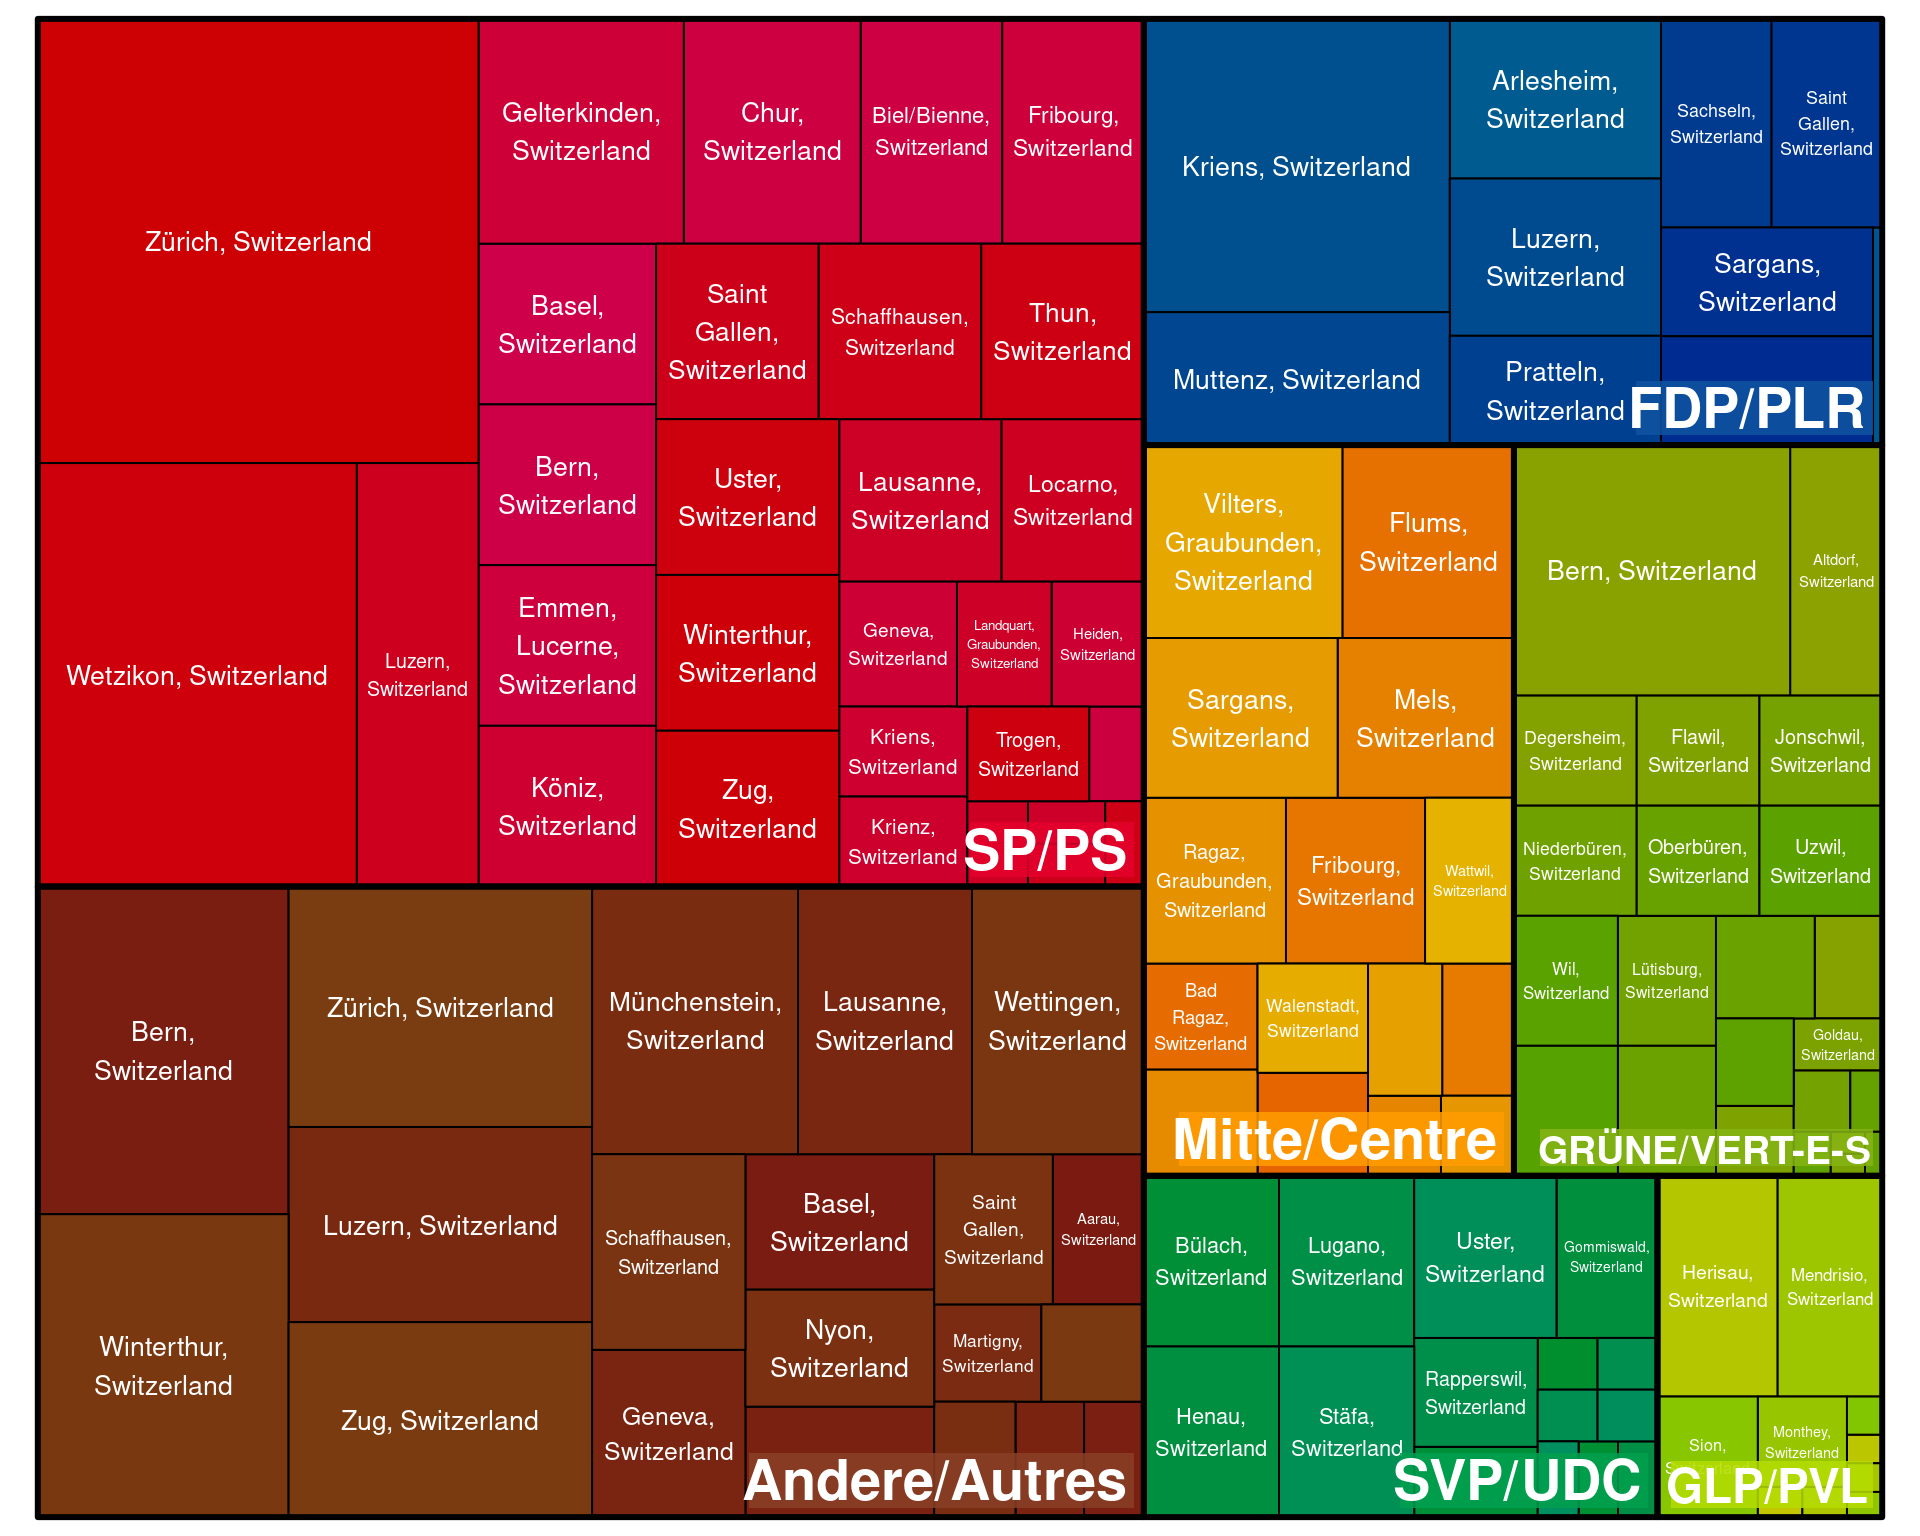 Zürich, Switzerland
Wetzikon, Switzerland
Luzern,
Switzerland
Gelterkinden,
Switzerland
Chur,
Switzerland
Biel/Bienne,
Switzerland
Fribourg,
Switzerland
Basel,
Switzerland
Bern,
Switzerland
Emmen,
Lucerne,
Switzerland
Köniz,
Switzerland
Saint
Gallen,
Switzerland
Schaffhausen,
Switzerland
Thun,
Switzerland
Uster,
Switzerland
Winterthur,
Switzerland
Zug,
Switzerland
Lausanne,
Switzerland
Locarno,
Switzerland
Geneva,
Switzerland
Landquart,
Graubunden,
Switzerland
Heiden,
Switzerland
Kriens,
Switzerland
Krienz,
Switzerland
Trogen,
Switzerland
SP/PS
Kriens, Switzerland
Muttenz, Switzerland
Arlesheim,
Switzerland
Luzern,
Switzerland
Pratteln,
Switzerland
Sachseln,
Switzerland
Saint
Gallen,
Switzerland
Sargans,
Switzerland
FDP/PLR
Vilters,
Graubunden,
Switzerland
Flums,
Switzerland
Sargans,
Switzerland
Mels,
Switzerland
Ragaz,
Graubunden,
Switzerland
Fribourg,
Switzerland
Wattwil,
Switzerland
Bad
Ragaz,
Switzerland
Walenstadt,
Switzerland
Mitte/Centre
Bern, Switzerland
Altdorf,
Switzerland
Degersheim,
Switzerland
Flawil,
Switzerland
Jonschwil,
Switzerland
Niederbüren,
Switzerland
Oberbüren,
Switzerland
Uzwil,
Switzerland
Wil,
Switzerland
Lütisburg,
Switzerland
Goldau,
Switzerland
GRÜNE/VERT-E-S
Bern,
Switzerland
Winterthur,
Switzerland
Zürich, Switzerland
Luzern, Switzerland
Zug, Switzerland
Münchenstein,
Switzerland
Lausanne,
Switzerland
Wettingen,
Switzerland
Schaffhausen,
Switzerland
Geneva,
Switzerland
Basel,
Switzerland
Nyon,
Switzerland
Saint
Gallen,
Switzerland
Aarau,
Switzerland
Martigny,
Switzerland
Andere/Autres
Bülach,
Switzerland
Lugano,
Switzerland
Uster,
Switzerland
Gommiswald,
Switzerland
Henau,
Switzerland
Stäfa,
Switzerland
Rapperswil,
Switzerland
SVP/UDC
Herisau,
Switzerland
Mendrisio,
Switzerland
Sion,
Monthey,
Switzerland
GLP/PVL